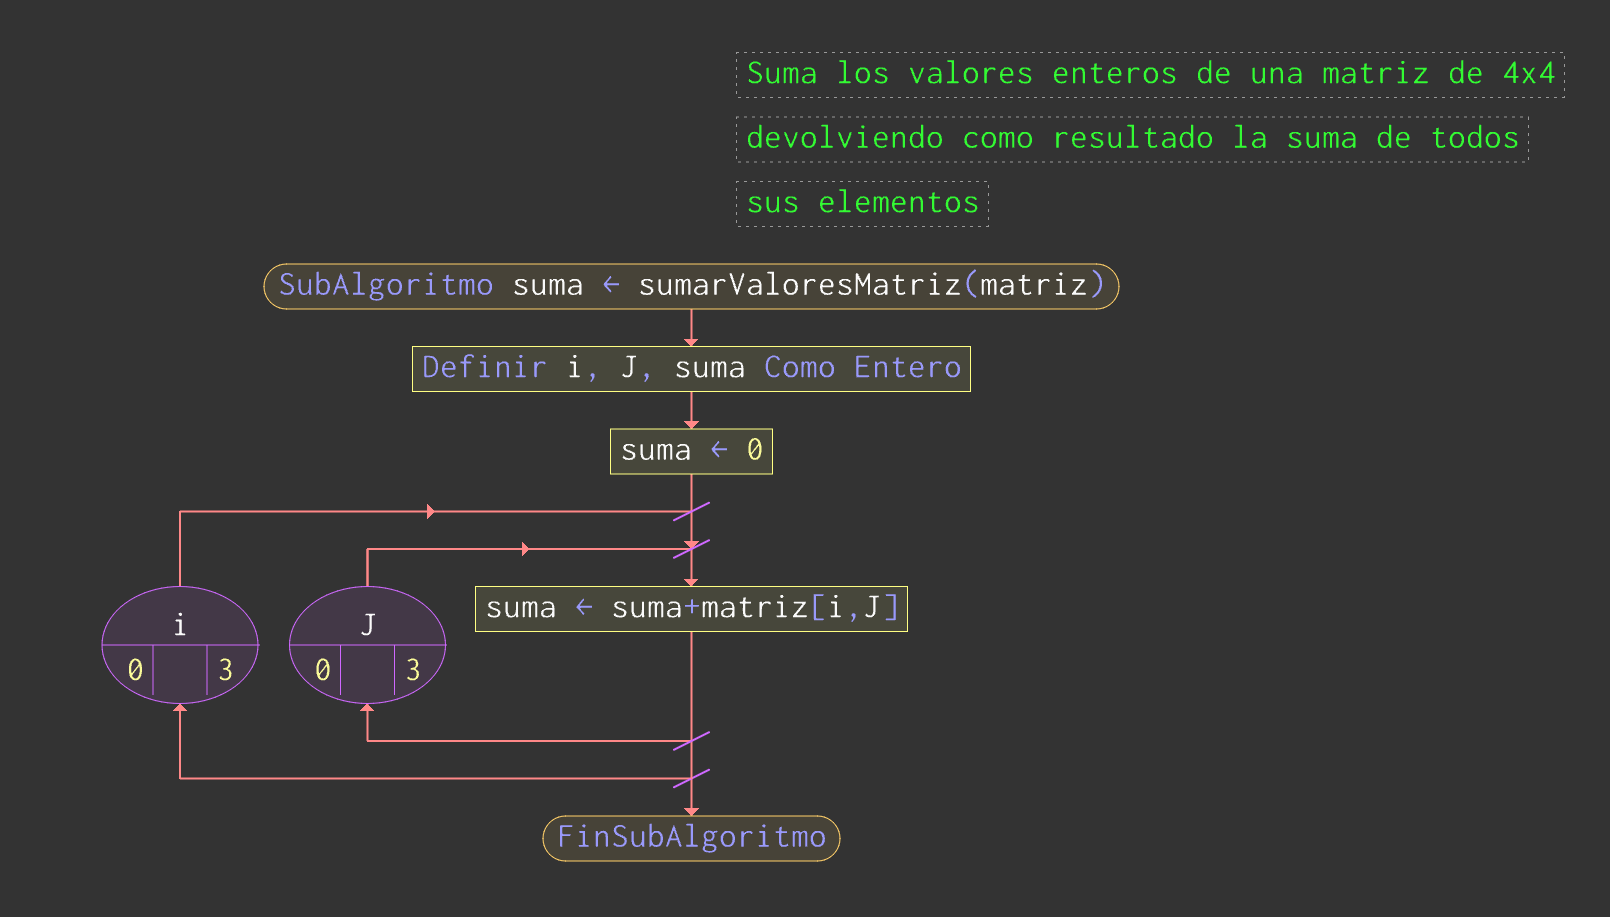 Suma los valores enteros de una matriz de 4x4
devolviendo como resultado la suma de todos
sus elementos
SubAlgoritmo suma ← sumarValoresMatriz(matriz)
Definir i, J, suma Como Entero
suma ← 0
i
0 3
J
0 3
suma ← suma+matriz[i,J]
FinSubAlgoritmo